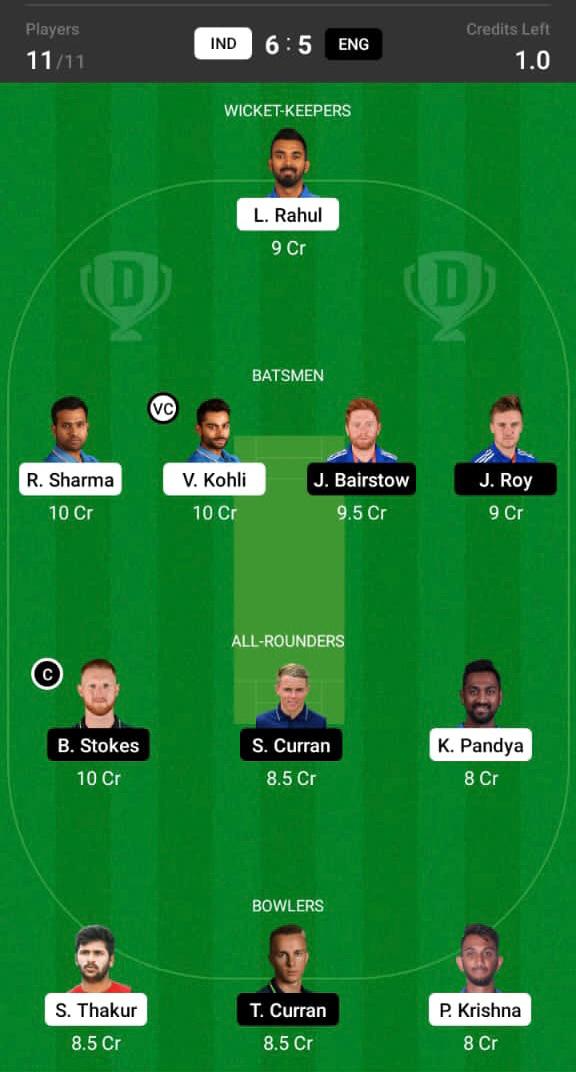 Players
Credits Left
IND 6 : 5 ENG
11/11
1.0
WICKET-KEEPERS
L. Rahul
9 Cr
D D
BATSMEN
VC
R. Sharma V. Kohli J. Bairstow J. Roy
10 Cr 10 Cr 9.5 Cr 9 Cr
ALL-ROUNDERS
C
B. Stokes S. Curran K. Pandya
10 Cr 8.5 Cr 8 Cr
BOWLERS
S. Thakur T. Curran P. Krishna
8.5 Cr 8.5 Cr 8 Cr